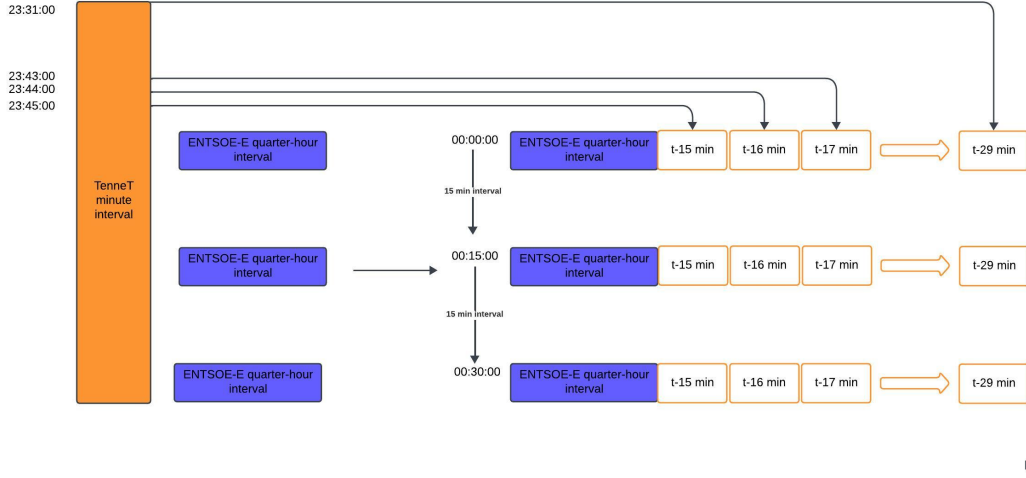 23:31:00
23:43:00
23:44:00
23:45:00
TenneT
minute
interval
ENTSOE-E quarter-hour
interval
00:00:00
ENTSOE-E quarter-hour
interval
t-15 min
t-16 min
t-17 min
t-29 min
15 min interval
ENTSOE-E quarter-hour
interval
00:15:00
ENTSOE-E quarter-hour
interval
t-15 min
t-16 min
t-17 min
t-29 min
15 min interval
ENTSOE-E quarter-hour
interval
00:30:00
ENTSOE-E quarter-hour
interval
t-15 min
t-16 min
t-17 min
t-29 min